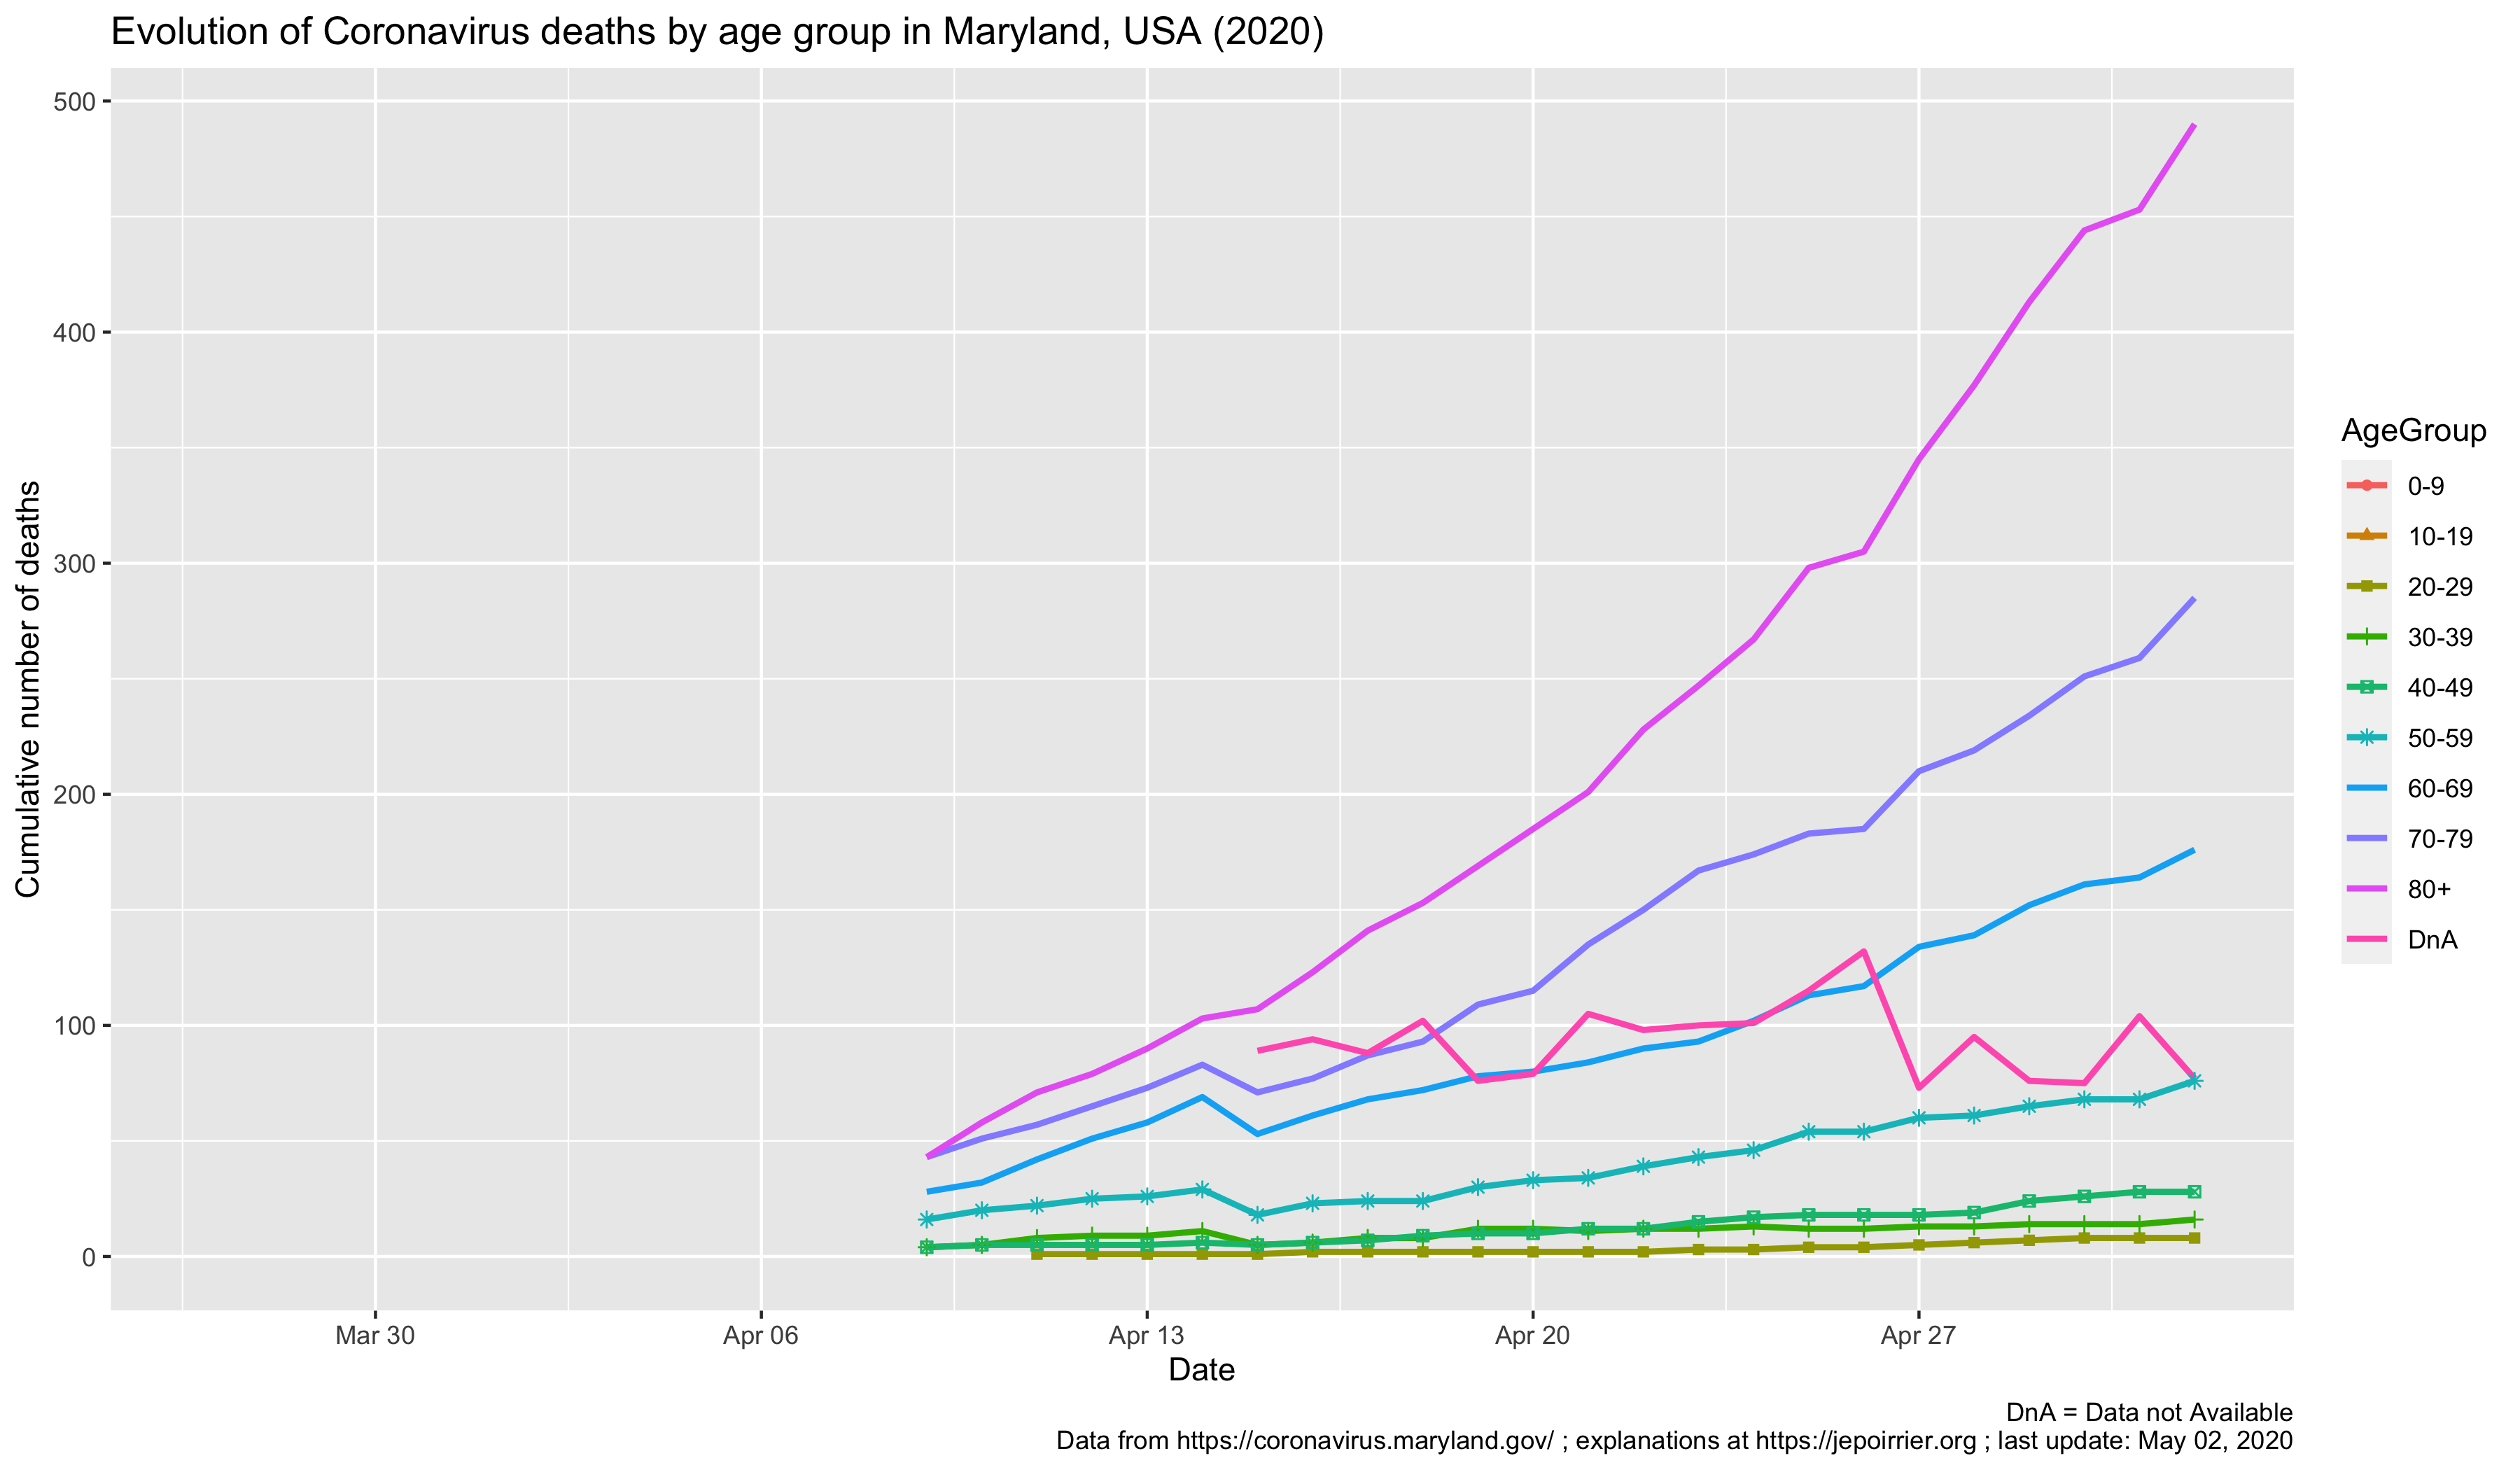 Evolution of Coronavirus deaths by age group in Maryland, USA (2020)
500
400
300
200
100
0
Cumulative number of deaths
Mar 30
Apr 06
Apr 13
Apr 20
Apr 27
Date
AgeGroup
0-9
10-19
20-29
30-39
40-49
50-59
60-69
70-79
80+
DnA
DnA = Data not Available
Data from https://coronavirus.maryland.gov/ ; explanations at https://jepoirrier.org ; last update: May 02, 2020